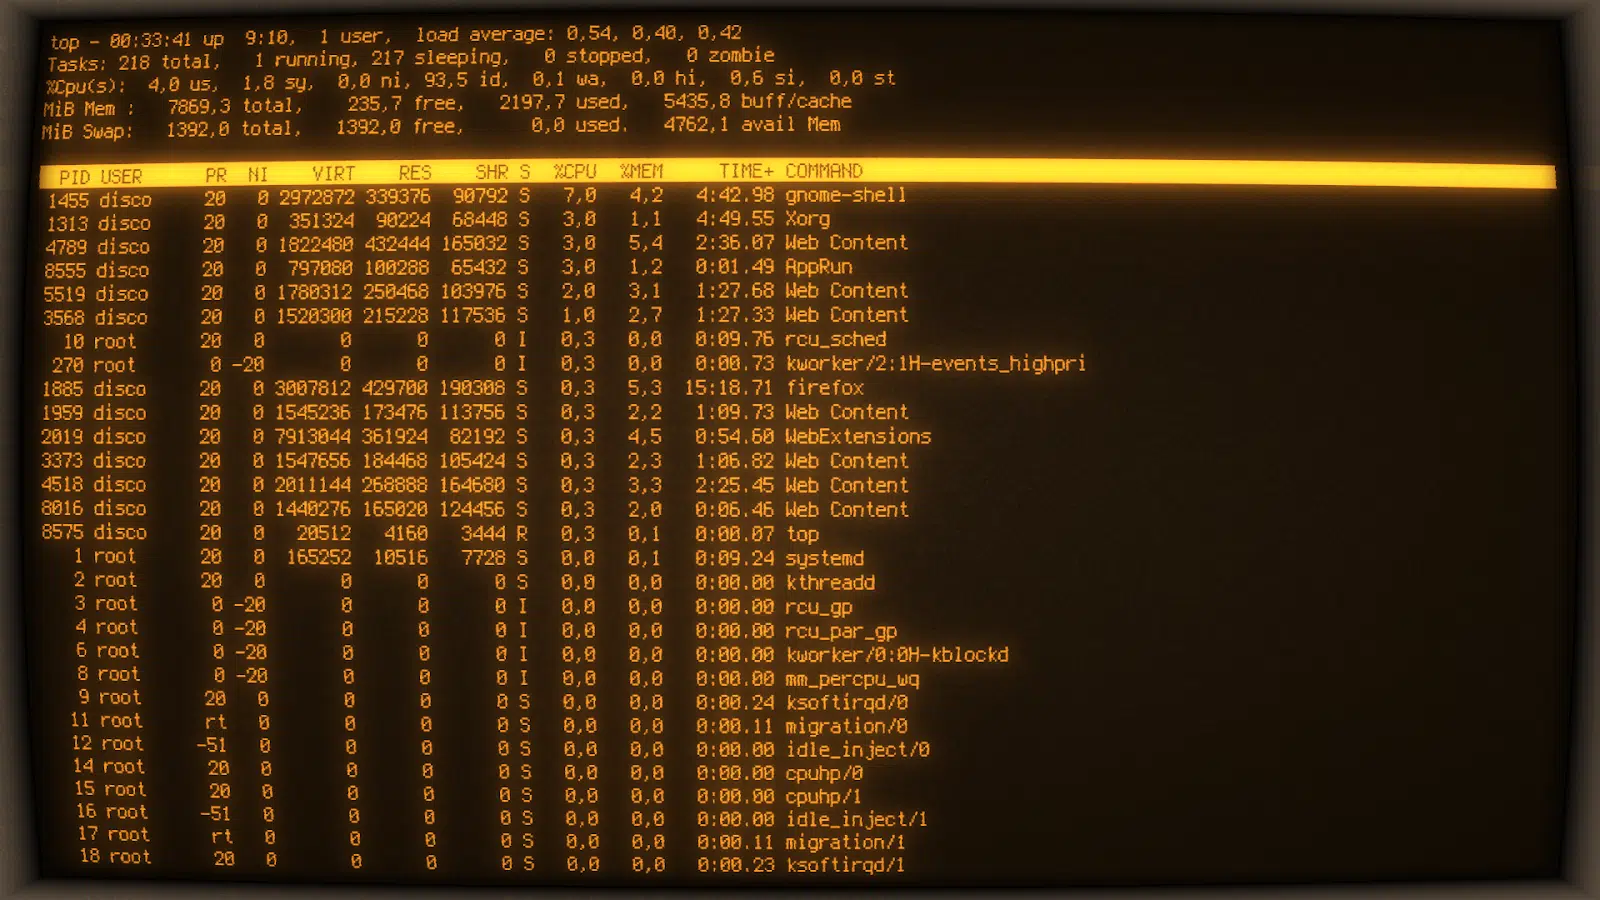 top - 00:33:41 up  9:10,  1 user,  load average: 0,54, 0,40, 0,42
Tasks: 218 total,   1 running, 217 sleeping,   0 stopped,   0 zombie
%Cpu(s):  4,0 us,  1,8 sy,  0,0 ni, 93,5 id,  0,1 wa,  0,0 hi,  0,6 si,  0,0 st
MiB Mem :   7869,3 total,    235,7 free,   2197,7 used,   5435,8 buff/cache
MiB Swap:   1392,0 total,   1392,0 free,      0,0 used.   4762,1 avail Mem
PID USER PR NI VIRT RES SHR S %CPU %MEM TIME+ COMMAND
1455 disco 20 0 2972872 339376 90792 S 7,0 4,2 4:42.98 gnome-shell
1313 disco 20 0 351324 90224 68448 S 3,0 1,1 4:49.55 Xorg
4789 disco 20 0 1822480 432444 165032 S 3,0 5,4 2:36.07 Web Content
8555 disco 20 0 797080 100288 65432 S 3,0 1,2 0:01.49 AppRun
5519 disco 20 0 1780312 250468 103976 S 2,0 3,1 1:27.68 Web Content
3568 disco 20 0 1520300 215228 117536 S 1,0 2,7 1:27.33 Web Content
10 root 20 0 0 0 0 I 0,3 0,0 0:09.76 rcu_sched
270 root 0 -20 0 0 0 I 0,3 0,0 0:00.73 kworker/2:1H-events_highpri
1885 disco 20 0 3007812 429700 190308 S 0,3 5,3 15:18.71 firefox
1959 disco 20 0 1545236 173476 113756 S 0,3 2,2 1:09.73 Web Content
2019 disco 20 0 7913044 361924 82192 S 0,3 4,5 0:54.60 WebExtensions
3373 disco 20 0 1547656 184468 105424 S 0,3 2,3 1:06.82 Web Content
4518 disco 20 0 2011144 268888 164680 S 0,3 3,3 2:25.45 Web Content
8016 disco 20 0 1440276 165020 124456 S 0,3 2,0 0:06.46 Web Content
8575 disco 20 0 20512 4160 3444 R 0,3 0,1 0:00.07 top
1 root 20 0 165252 10516 7728 S 0,0 0,1 0:09.24 systemd
2 root 20 0 0 0 0 S 0,0 0,0 0:00.00 kthreadd
3 root 0 -20 0 0 0 I 0,0 0,0 0:00.00 rcu_gp
4 root 0 -20 0 0 0 I 0,0 0,0 0:00.00 rcu_par_gp
6 root 0 -20 0 0 0 I 0,0 0,0 0:00.00 kworker/0:0H-kblockd
8 root 0 -20 0 0 0 I 0,0 0,0 0:00.00 mm_percpu_wq
9 root 20 0 0 0 0 S 0,0 0,0 0:00.24 ksoftirqd/0
11 root rt 0 0 0 0 S 0,0 0,0 0:00.11 migration/0
12 root -51 0 0 0 0 S 0,0 0,0 0:00.00 idle_inject/0
14 root 20 0 0 0 0 S 0,0 0,0 0:00.00 cpuhp/0
15 root 20 0 0 0 0 S 0,0 0,0 0:00.00 cpuhp/1
16 root -51 0 0 0 0 S 0,0 0,0 0:00.00 idle_inject/1
17 root rt 0 0 0 0 S 0,0 0,0 0:00.11 migration/1
18 root 20 0 0 0 0 S 0,0 0,0 0:00.23 ksoftirqd/1